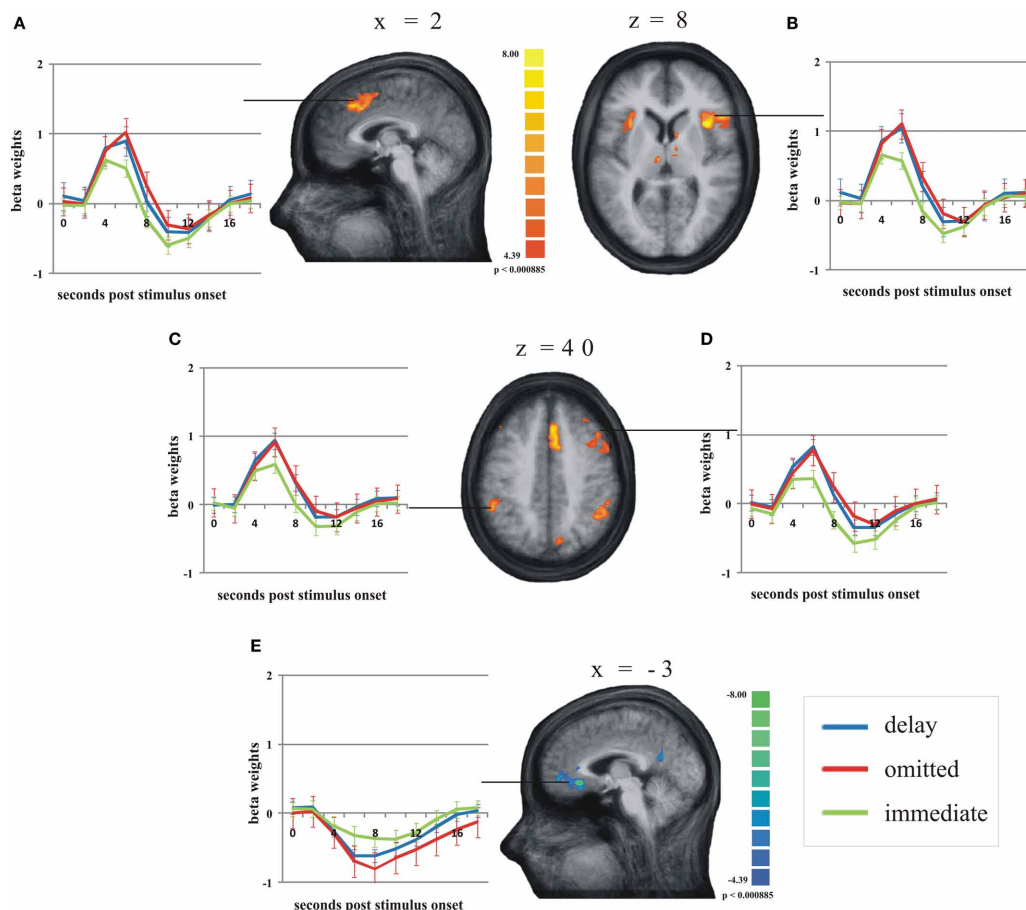 A
x = 2
z = 8
B
2
1
0
-1
beta weights
0
4
8
12
16
seconds post stimulus onset
8.00
4.39
p < 0.000885
2
1
0
-1
beta weights
0
4
8
12
16
seconds post stimulus onset
C
z = 4 0
D
2
1
0
-1
beta weights
0
4
8
12
16
seconds post stimulus onset
2
1
0
-1
beta weights
0
4
8
12
16
seconds post stimulus onset
E
x = -3
2
1
0
-1
beta weights
0
4
8
12
16
seconds post stimulus onset
-8.00
-4.39
p < 0.000885
delay
omitted
immediate